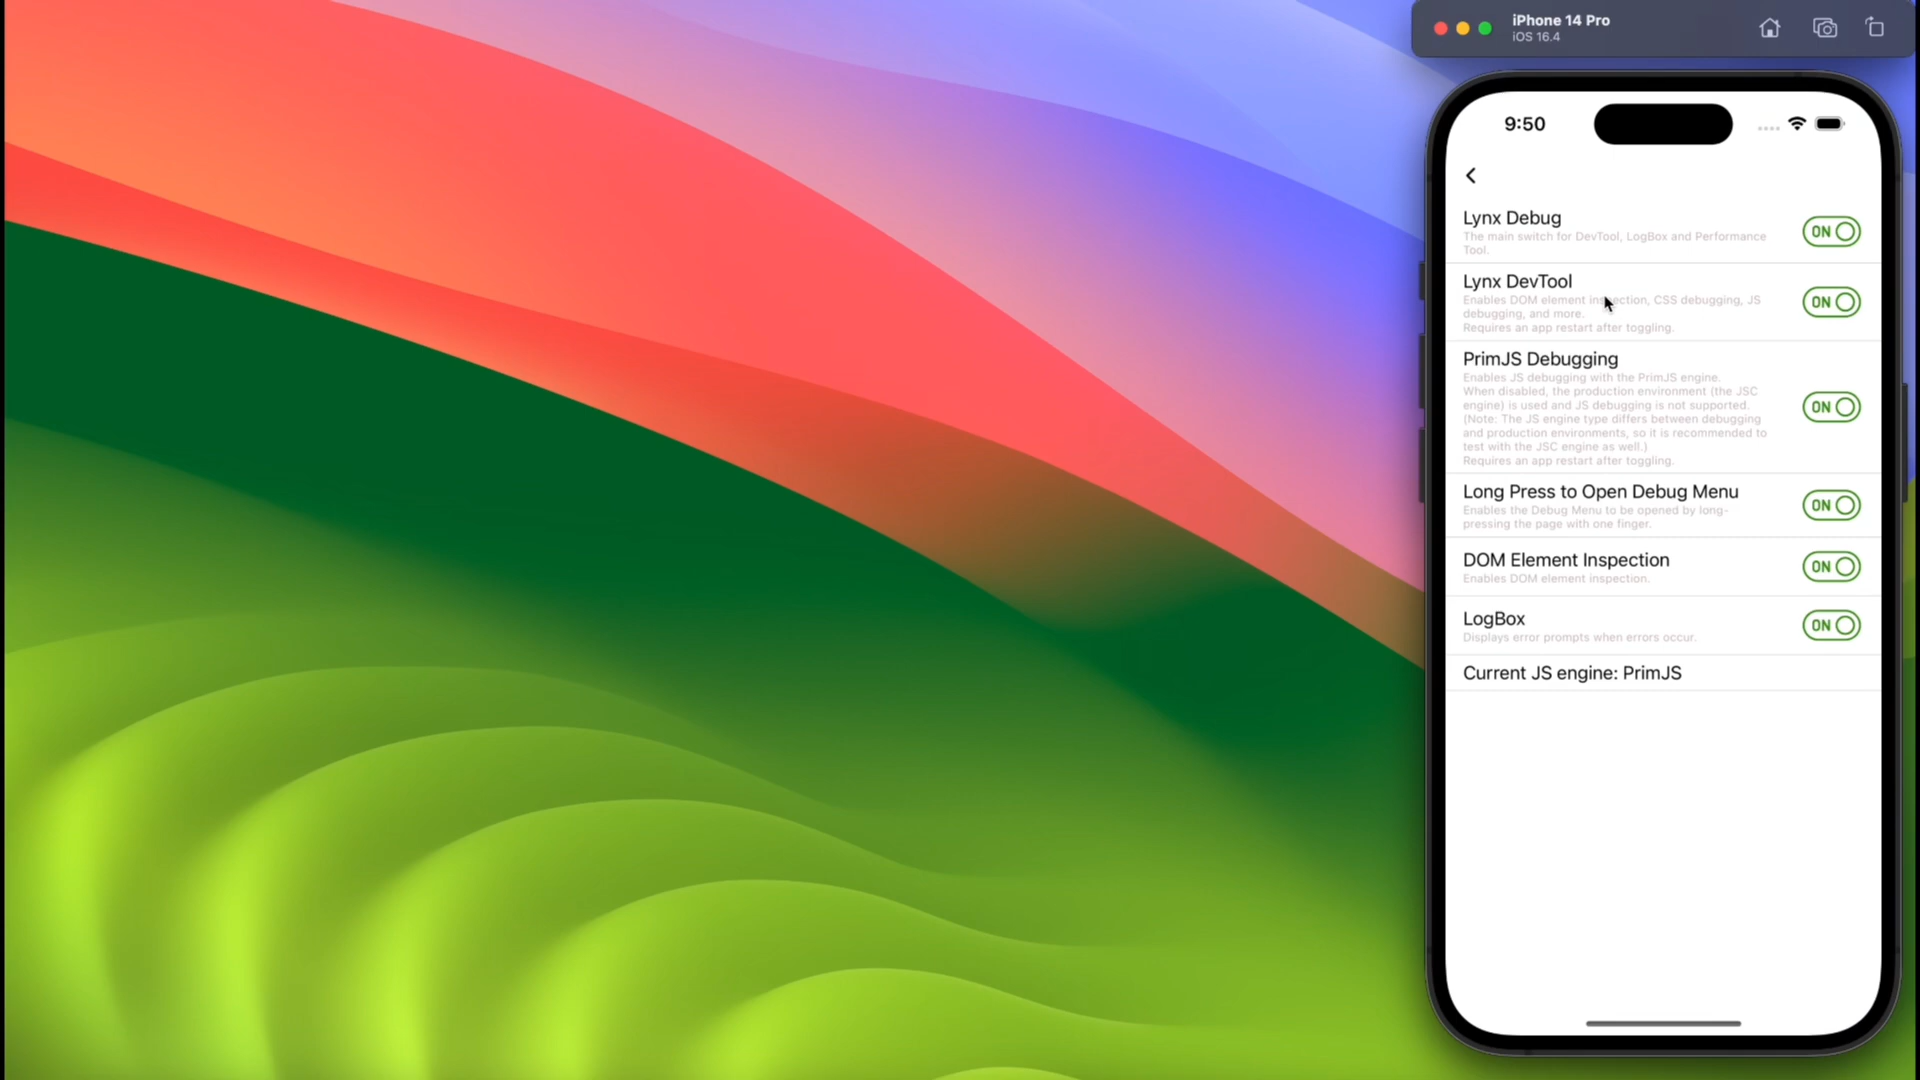 iPhone 14 Pro
iOS 16.4
9:50
Lynx Debug
The main switch for DevTool, LogBox and Performance
Tool.
ON
Lynx DevTool
Enables DOM element inspection, CSS debugging, JS
debugging, and more.
Requires an app restart after toggling.
ON
PrimJS Debugging
Enables JS debugging with the PrimJS engine.
When disabled, the production environment (the JSC
engine) is used and JS debugging is not supported.
(Note: The JS engine type differs between debugging
and production environments, so it is recommended to
test with the JSC engine as well.)
Requires an app restart after toggling.
ON
Long Press to Open Debug Menu
Enables the Debug Menu to be opened by long-
pressing the page with one finger.
ON
DOM Element Inspection
Enables DOM element inspection.
ON
LogBox
Displays error prompts when errors occur.
ON
Current JS engine: PrimJS